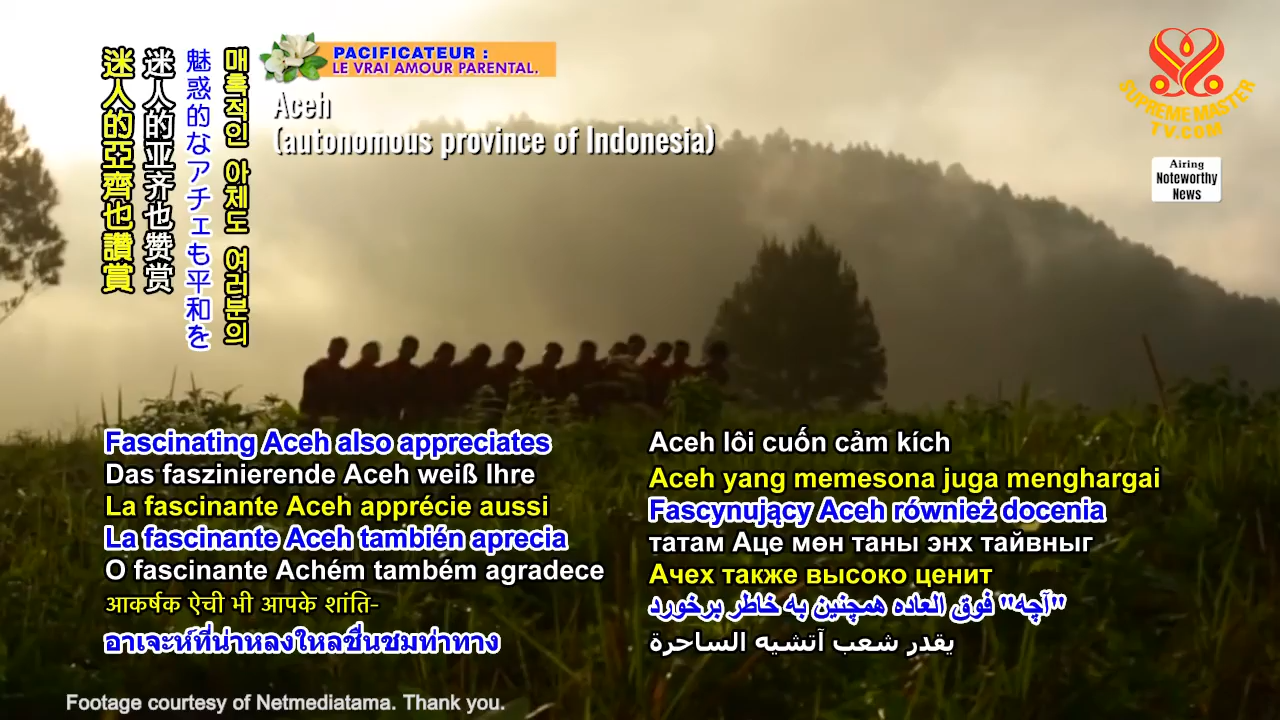 迷人的亞齊也讚賞
迷人的亚齐也赞赏
魅惑的なアチェも平和を
매혹적인 아체도 여러분의
PACIFICATEUR :
LE VRAI AMOUR PARENTAL.
Aceh
(autonomous province of Indonesia)
SUPREME MASTER
TV.COM
Airing
Noteworthy
News
Fascinating Aceh also appreciates
Das faszinierende Aceh weiß Ihre
La fascinante Aceh apprécie aussi
La fascinante Aceh también aprecia
O fascinante Achém também agradece
आकर्षक ऐची भी आपके शांति-
อาเจะห์ที่น่าหลงใหลชื่นชมท่าทาง
Aceh lôi cuốn cảm kích
Aceh yang memesona juga menghargai
Fascynujący Aceh również docenia
татам Аце мөн таны энх тайвныг
Ачех также высоко ценит
"آچه" فوق العاده همچنین به خاطر برخورد
يقدر شعب آتشيه الساحرة
Footage courtesy of Netmediatama. Thank you.